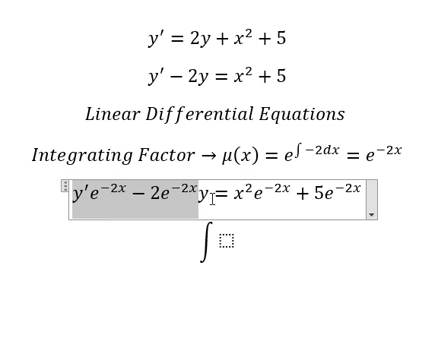 y′ = 2y + x² + 5
y′ − 2y = x² + 5
Linear Differential Equations
Integrating Factor → μ(x) = e^∫ −2dx = e^−2x
y′e^−2x − 2e^−2x y = x²e^−2x + 5e^−2x
∫